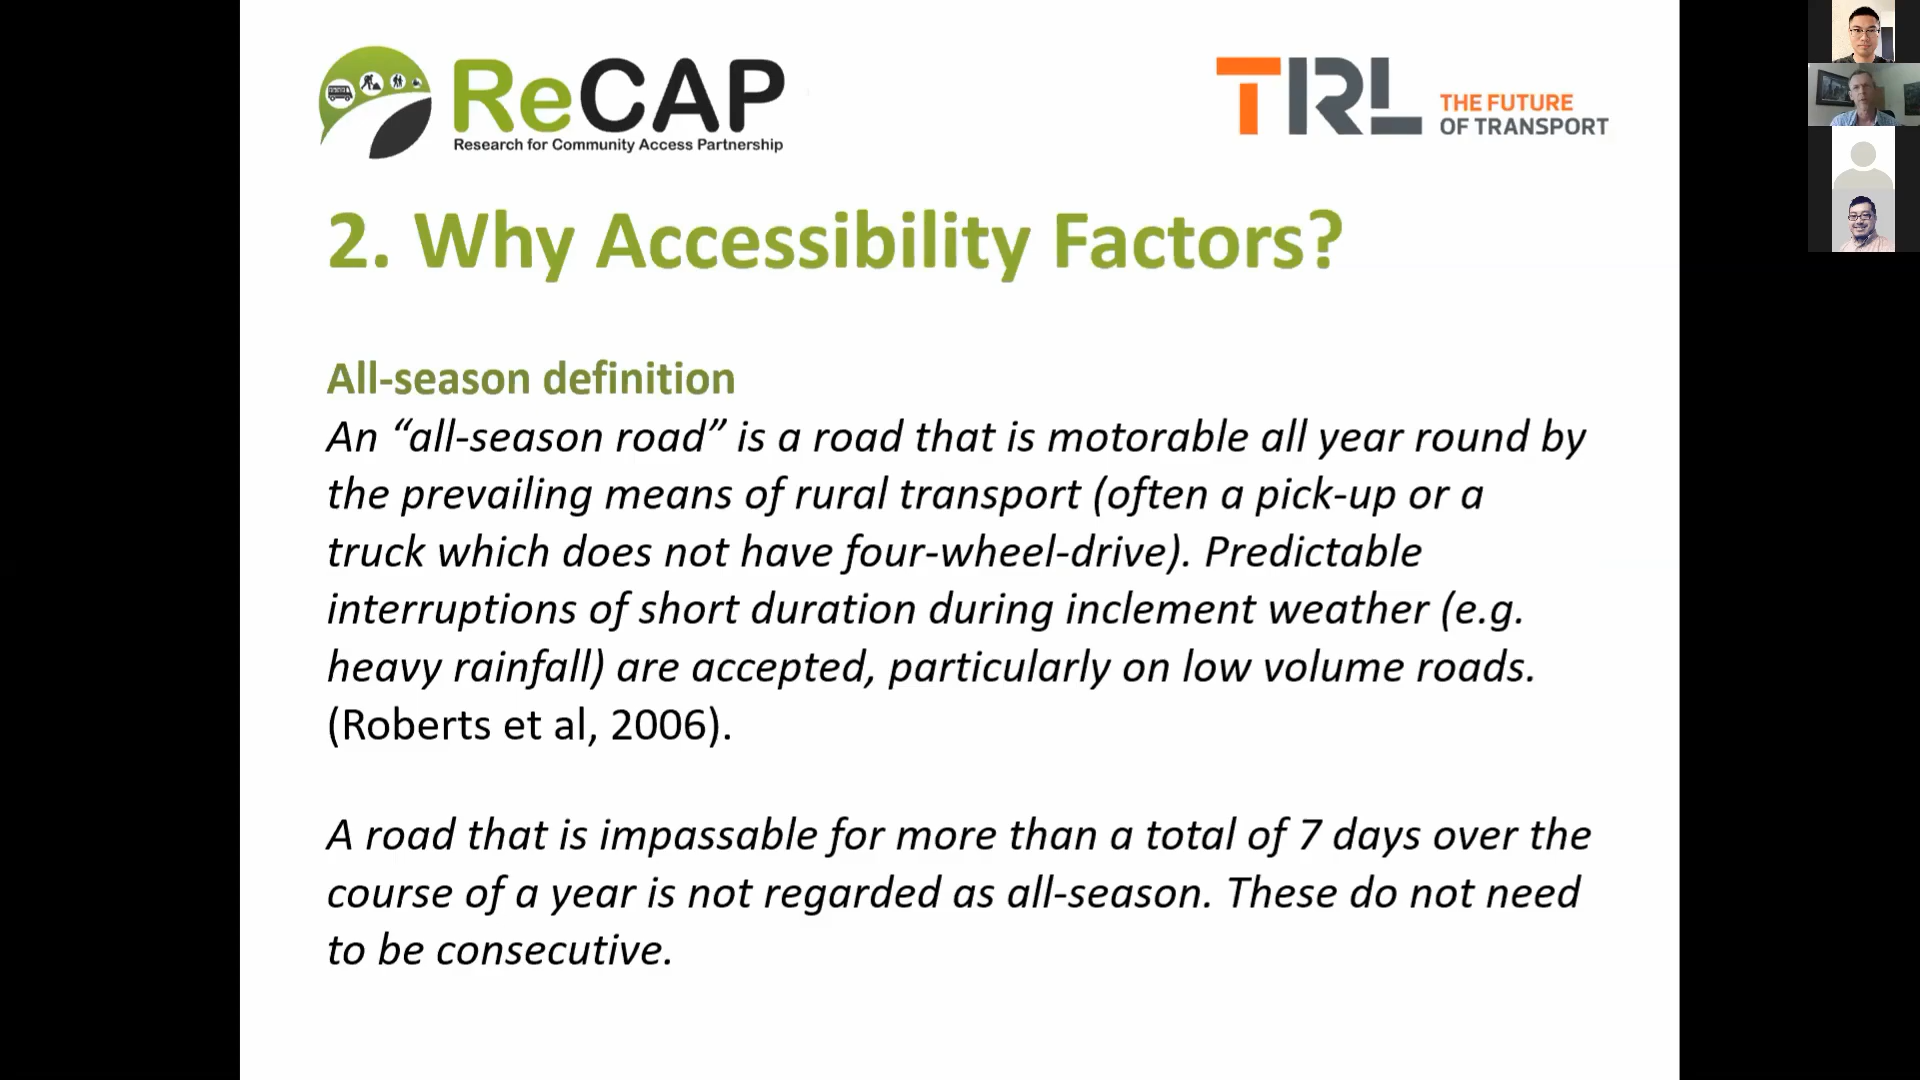 ReCAP
Research for Community Access Partnership
TRL
THE FUTURE
OF TRANSPORT
2. Why Accessibility Factors?
All-season definition
An “all-season road” is a road that is motorable all year round by
the prevailing means of rural transport (often a pick-up or a
truck which does not have four-wheel-drive). Predictable
interruptions of short duration during inclement weather (e.g.
heavy rainfall) are accepted, particularly on low volume roads.
(Roberts et al, 2006).
A road that is impassable for more than a total of 7 days over the
course of a year is not regarded as all-season. These do not need
to be consecutive.